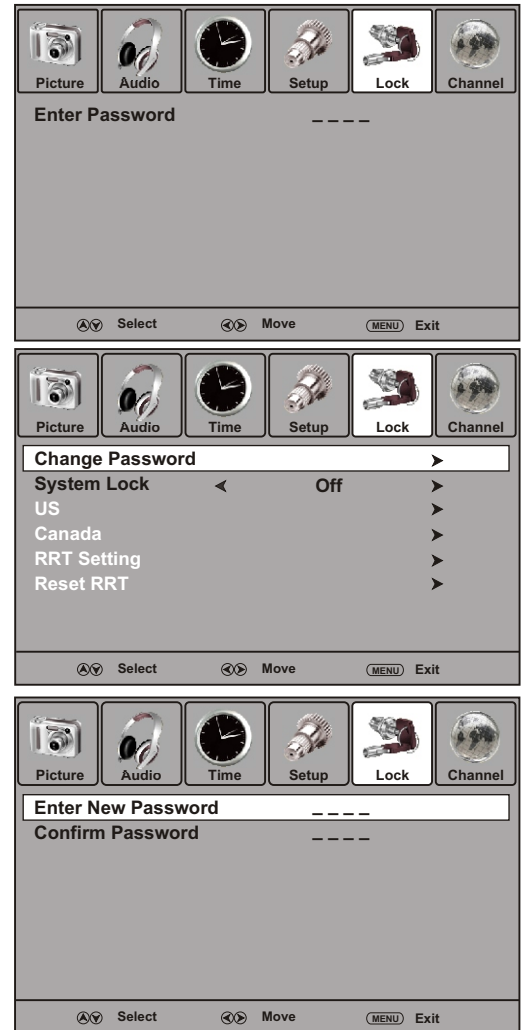 Picture Audio Time Setup Lock Channel
Enter Password _ _ _ _
Select Move MENU Exit
Picture Audio Time Setup Lock Channel
Change Password
System Lock Off
US
Canada
RRT Setting
Reset RRT
Select Move MENU Exit
Picture Audio Time Setup Lock Channel
Enter New Password _ _ _ _
Confirm Password _ _ _ _
Select Move MENU Exit